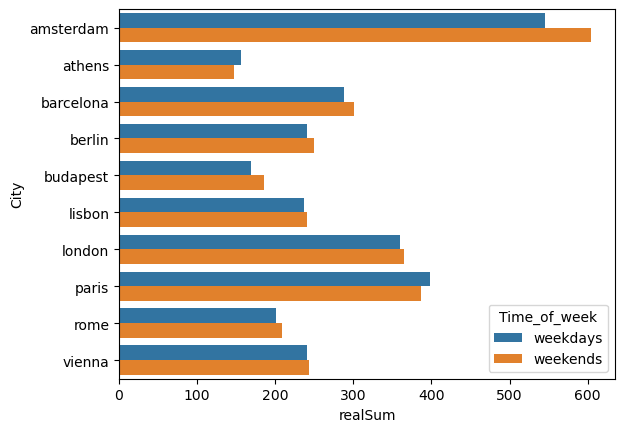 City
amsterdam
athens
barcelona
berlin
budapest
lisbon
london
paris
rome
vienna
Time_of_week
weekdays
weekends
0 100 200 300 400 500 600
realSum